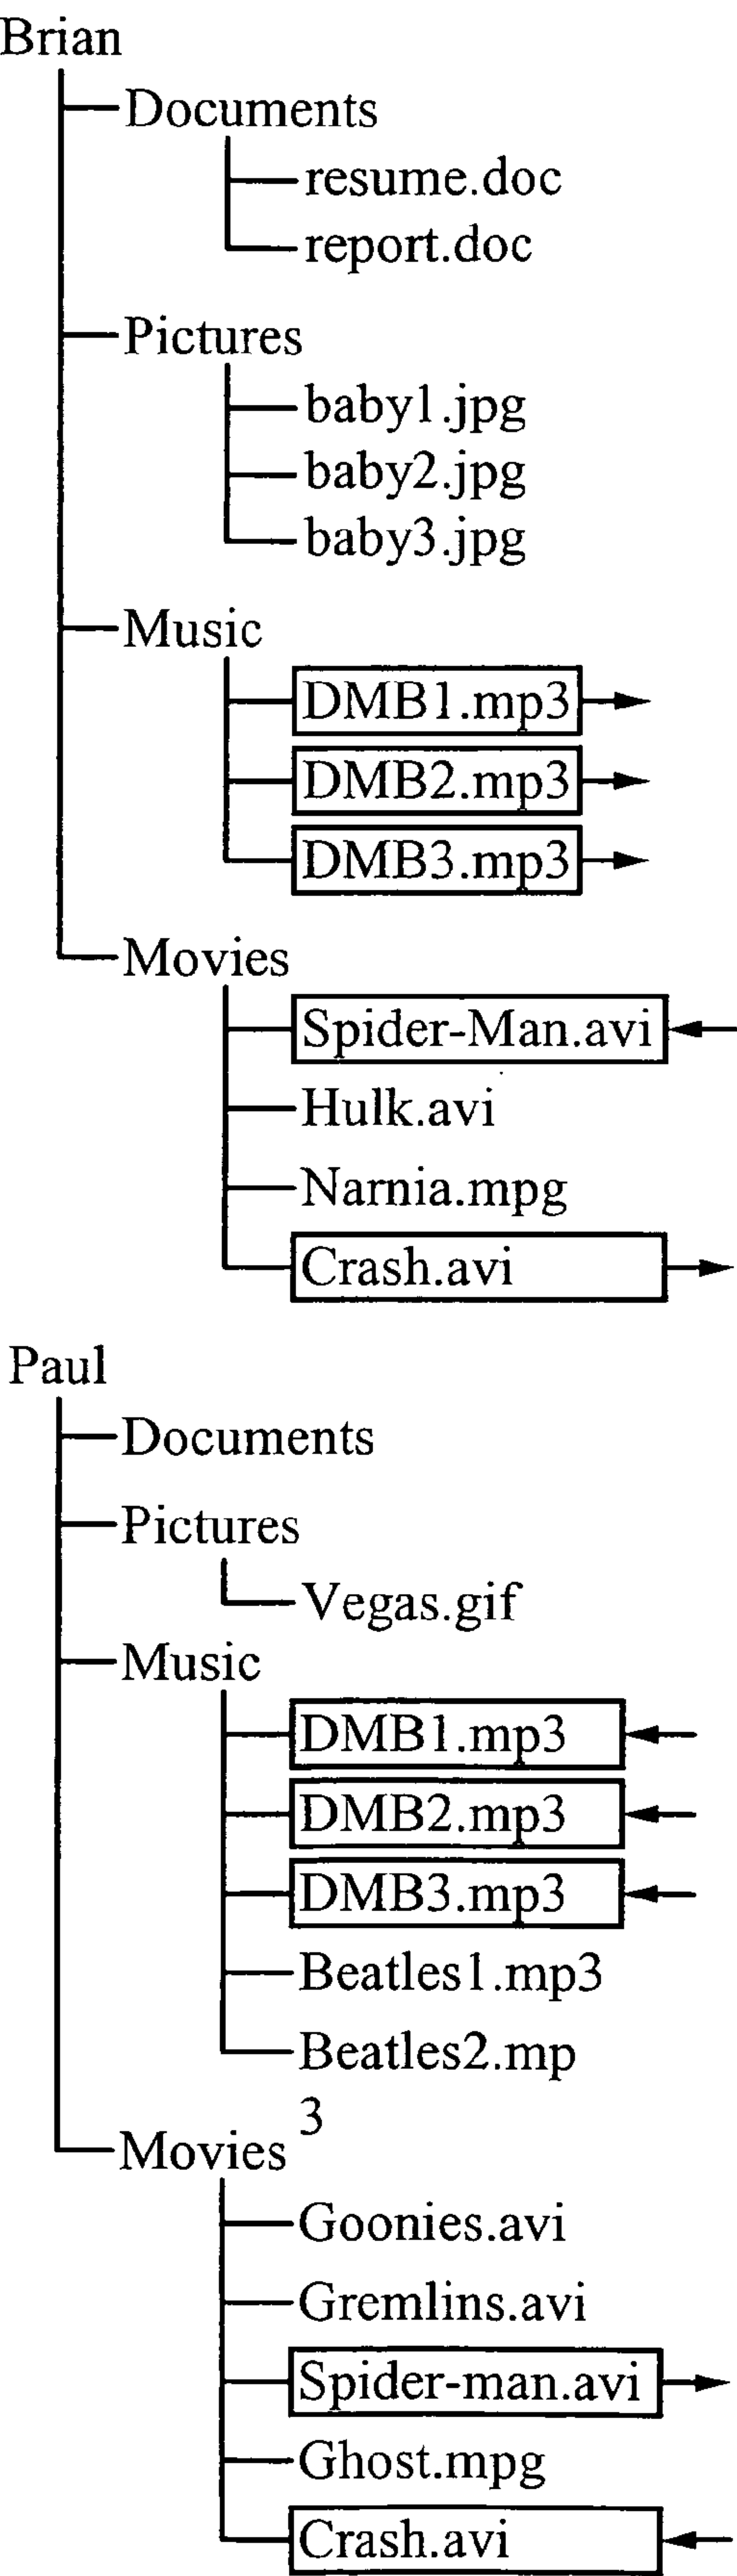 Brian
Documents
resume.doc
report.doc
Pictures
baby1.jpg
baby2.jpg
baby3.jpg
Music
DMB1.mp3
DMB2.mp3
DMB3.mp3
Movies
Spider-Man.avi
Hulk.avi
Narnia.mpg
Crash.avi
Paul
Documents
Pictures
Vegas.gif
Music
DMB1.mp3
DMB2.mp3
DMB3.mp3
Beatles1.mp3
Beatles2.mp
3
Movies
Goonies.avi
Gremlins.avi
Spider-man.avi
Ghost.mpg
Crash.avi